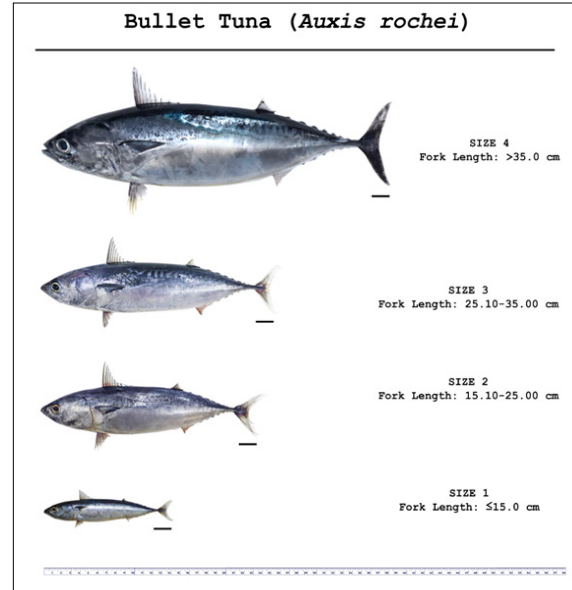 Bullet Tuna (Auxis rochei)
SIZE 4
Fork Length: >35.0 cm
SIZE 3
Fork Length: 25.10-35.00 cm
SIZE 2
Fork Length: 15.10-25.00 cm
SIZE 1
Fork Length: ≤15.0 cm